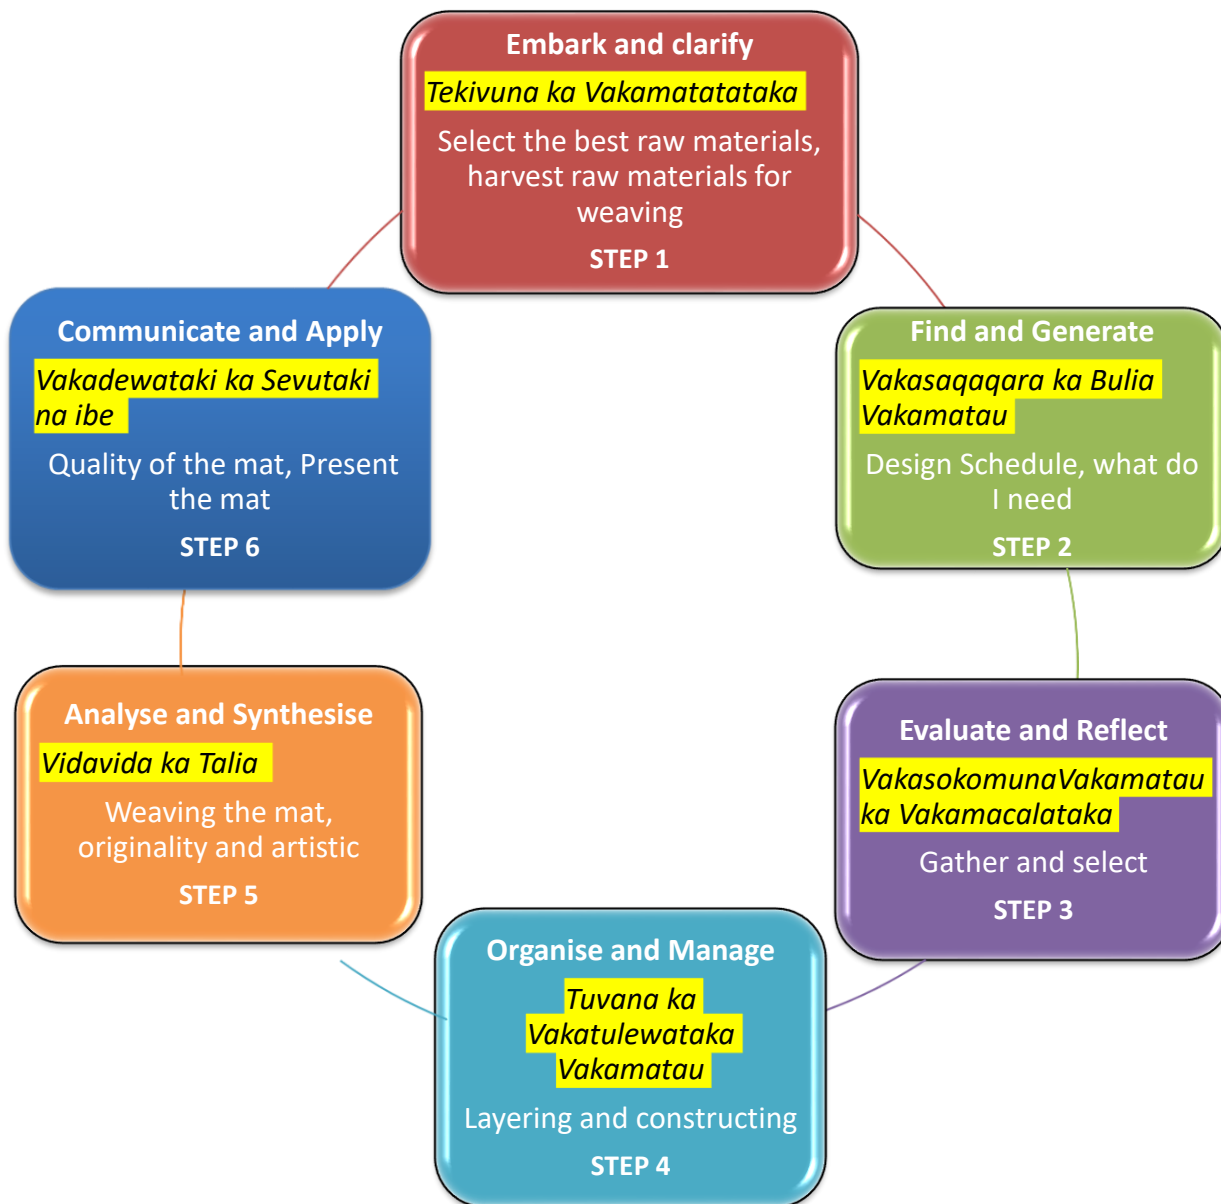 Embark and clarify
Tekivuna ka Vakamatatataka
Select the best raw materials,
harvest raw materials for
weaving
STEP 1
Find and Generate
Vakasaqaqara ka Bulia
Vakamatau
Design Schedule, what do
I need
STEP 2
Evaluate and Reflect
VakasokomunaVakamatau
ka Vakamacalataka
Gather and select
STEP 3
Organise and Manage
Tuvana ka
Vakatulewataka
Vakamatau
Layering and constructing
STEP 4
Analyse and Synthesise
Vidavida ka Talia
Weaving the mat,
originality and artistic
STEP 5
Communicate and Apply
Vakadewataki ka Sevutaki
na ibe
Quality of the mat, Present
the mat
STEP 6